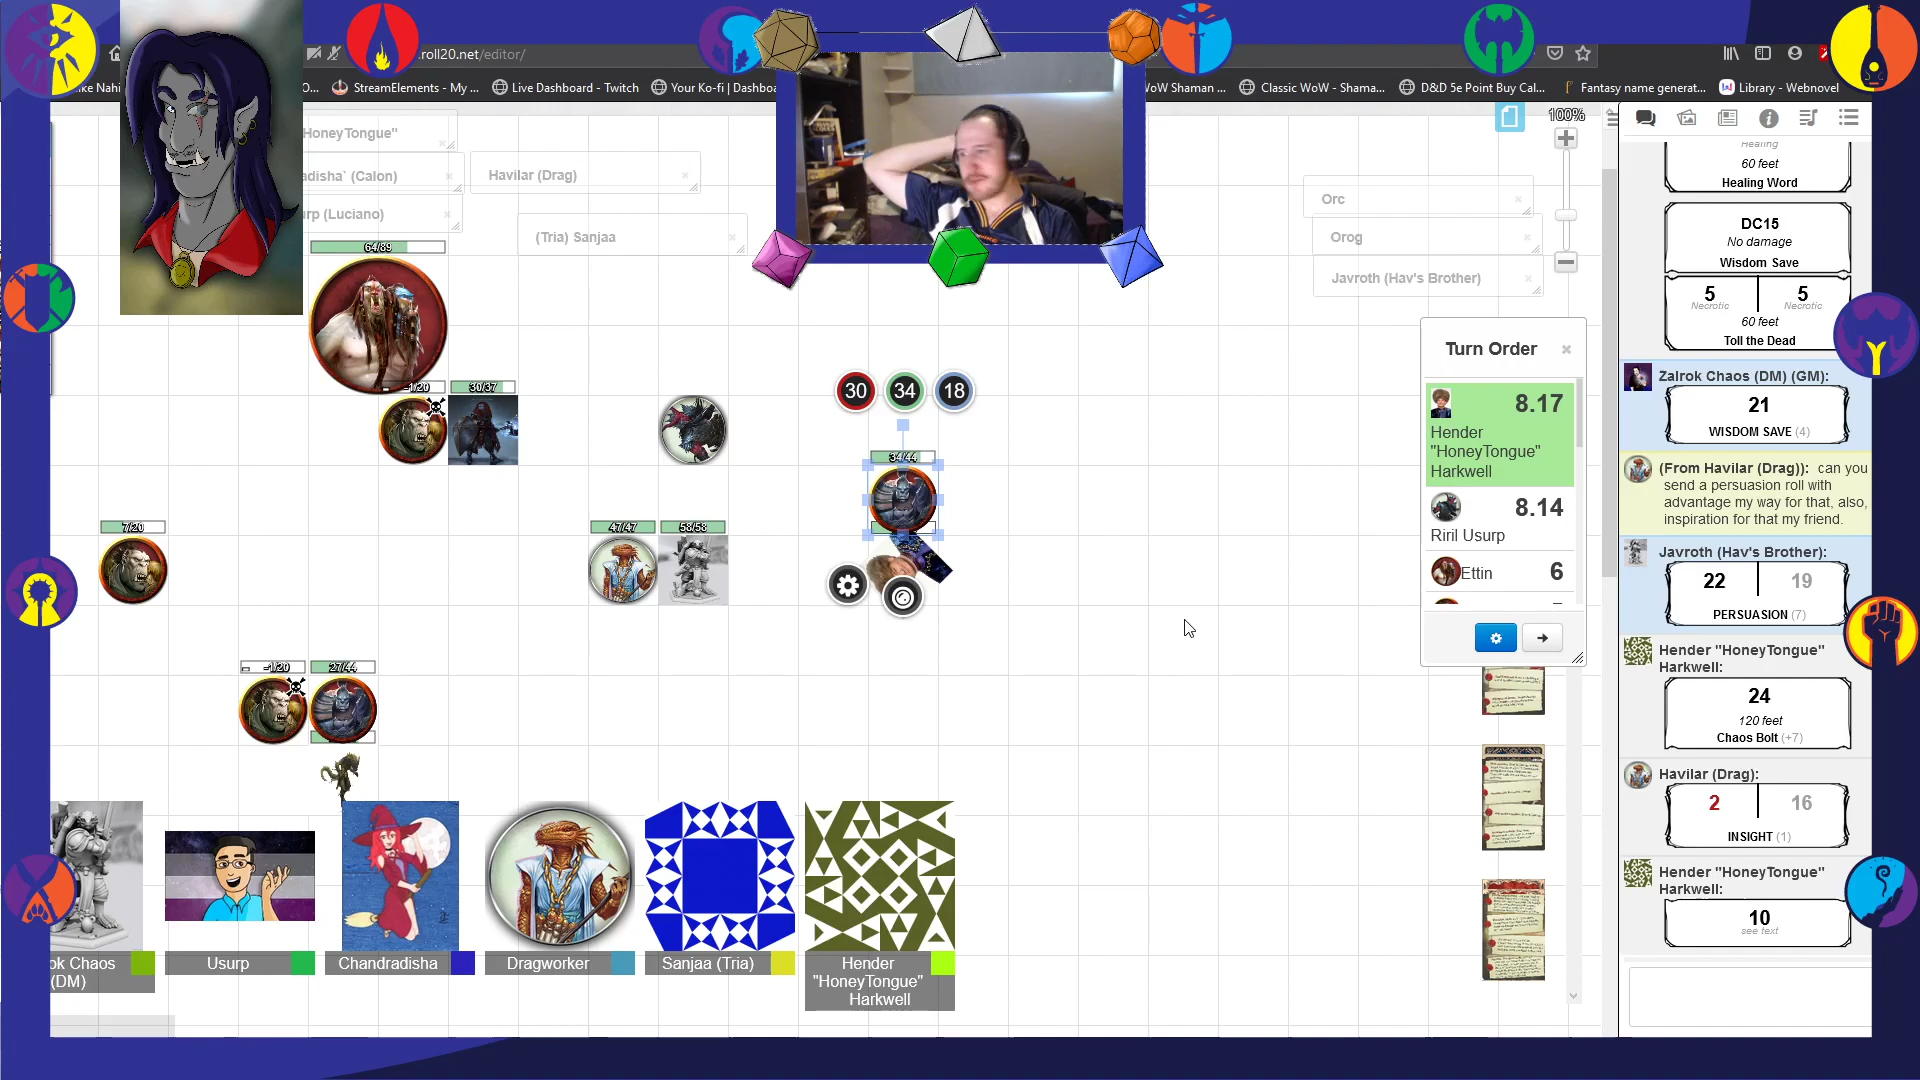 .roll20.net/editor/
StreamElements - My ...
Live Dashboard - Twitch
Your Ko-fi | Dashboa
WoW Shaman ...
Classic WoW - Shama...
D&D 5e Point Buy Cal...
Fantasy name generat...
Library - Webnovel
HoneyTongue"
adisha` (Calon)
Havilar (Drag)
urp (Luciano)
(Tria) Sanjaa
Orc
Orog
Javroth (Hav's Brother)
100%
64/89
-1/20
30/37
30
34
18
34/44
7/20
47/47
58/58
-1/20
27/44
Turn Order
8.17
Hender
"HoneyTongue"
Harkwell
8.14
Riril Usurp
Ettin
6
Healing
60 feet
Healing Word
DC15
No damage
Wisdom Save
5
5
Necrotic
Necrotic
60 feet
Toll the Dead
Zalrok Chaos (DM) (GM):
21
WISDOM SAVE (4)
(From Havilar (Drag)): can you
send a persuasion roll with
advantage my way for that, also,
inspiration for that my friend.
Javroth (Hav's Brother):
22
19
PERSUASION (7)
Hender "HoneyTongue"
Harkwell:
24
120 feet
Chaos Bolt (+7)
Havilar (Drag):
2
16
INSIGHT (1)
Hender "HoneyTongue"
Harkwell:
10
see text
ok Chaos
(DM)
Usurp
Chandradisha
Dragworker
Sanjaa (Tria)
Hender
"HoneyTongue"
Harkwell